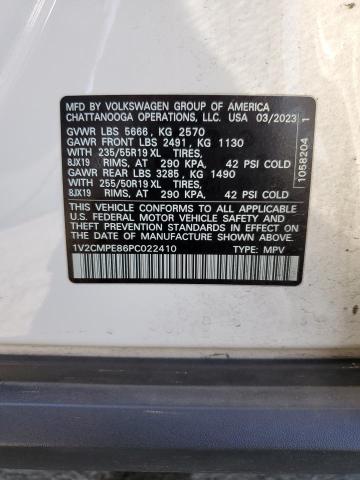 MFD BY VOLKSWAGEN GROUP OF AMERICA
CHATTANOOGA OPERATIONS, LLC. USA 03/2023
GVWR LBS 5666, KG 2570
GAWR FRONT LBS 2491, KG 1130
WITH 235/55R19 XL TIRES,
8JX19 RIMS, AT 290 KPA, 42 PSI COLD
GAWR REAR LBS 3285, KG 1490
WITH 255/50R19 XL TIRES,
8JX19 RIMS, AT 290 KPA, 42 PSI COLD
THIS VEHICLE CONFORMS TO ALL APPLICABLE
U.S. FEDERAL MOTOR VEHICLE SAFETY AND
THEFT PREVENTION STANDARDS IN EFFECT
ON THE DATE OF MANUFACTURE SHOWN ABOVE.
1V2CMPE86PC022410 TYPE: MPV
1058204 1